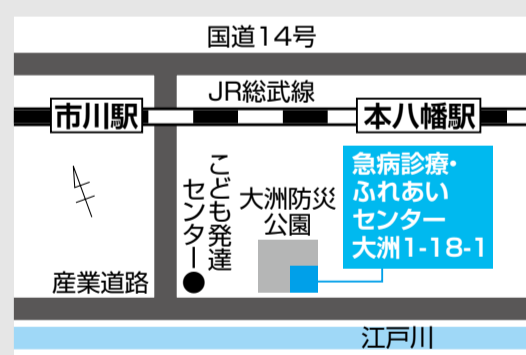 国道14号
JR総武線
市川駅
本八幡駅
急病診療・
ふれあい
センター
大洲1-18-1
こども発達
センター
大洲防災
公園
産業道路
江戸川